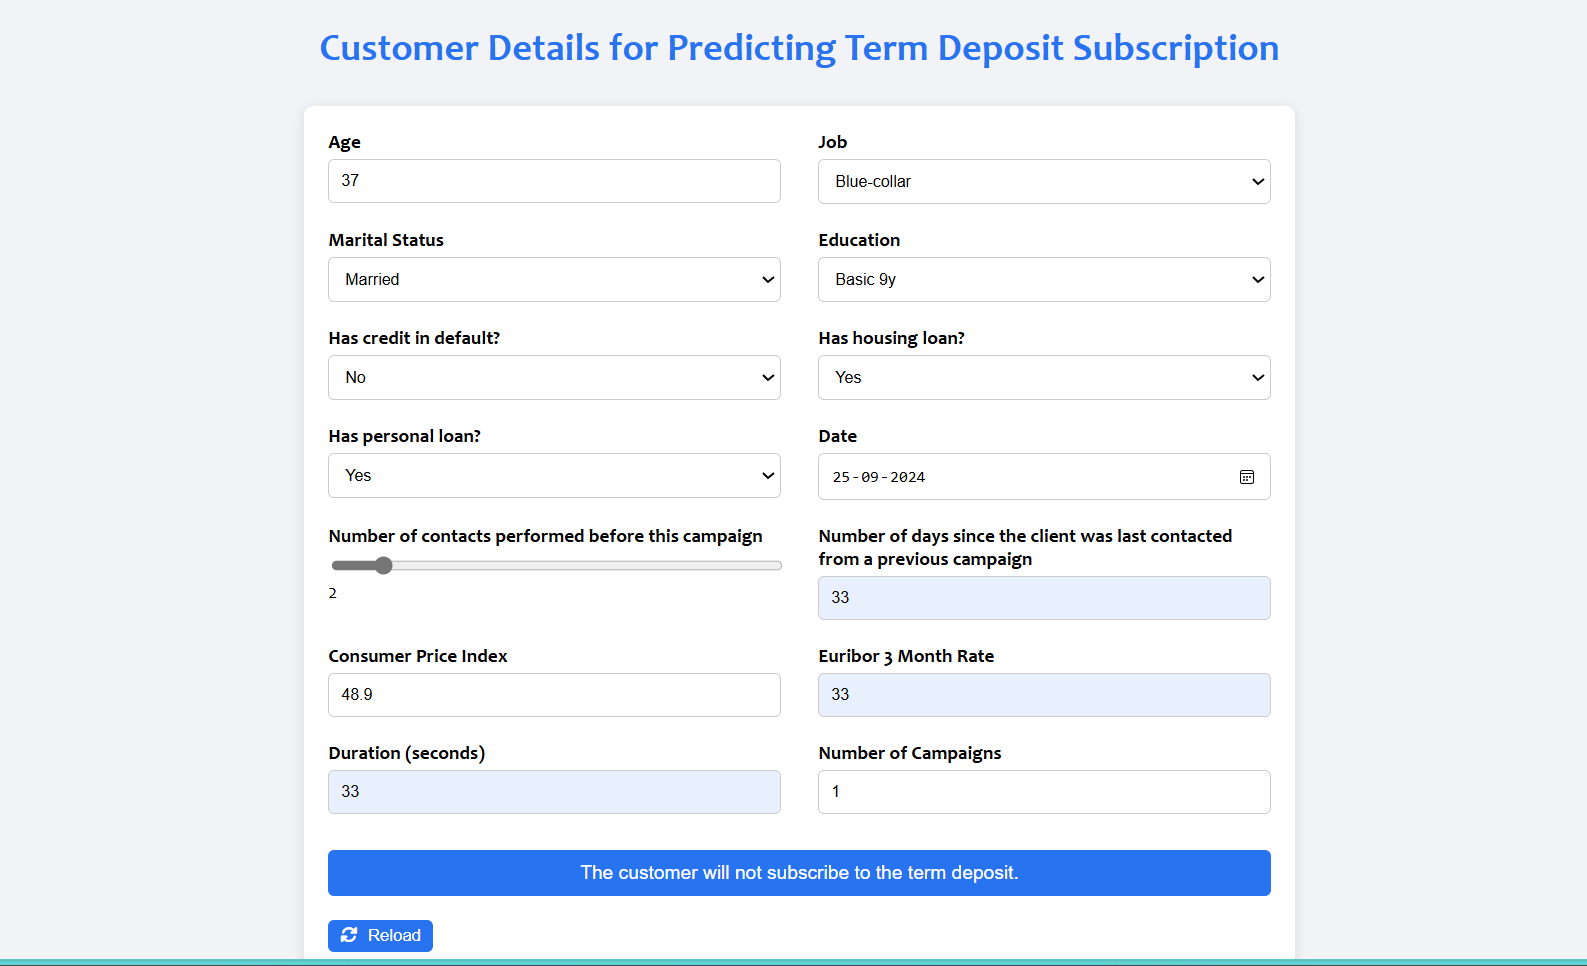 Customer Details for Predicting Term Deposit Subscription
Age
37
Job
Blue-collar
Marital Status
Married
Education
Basic 9y
Has credit in default?
No
Has housing loan?
Yes
Has personal loan?
Yes
Date
25-09-2024
Number of contacts performed before this campaign
2
Number of days since the client was last contacted
from a previous campaign
33
Consumer Price Index
48.9
Euribor 3 Month Rate
33
Duration (seconds)
33
Number of Campaigns
1
The customer will not subscribe to the term deposit.
Reload